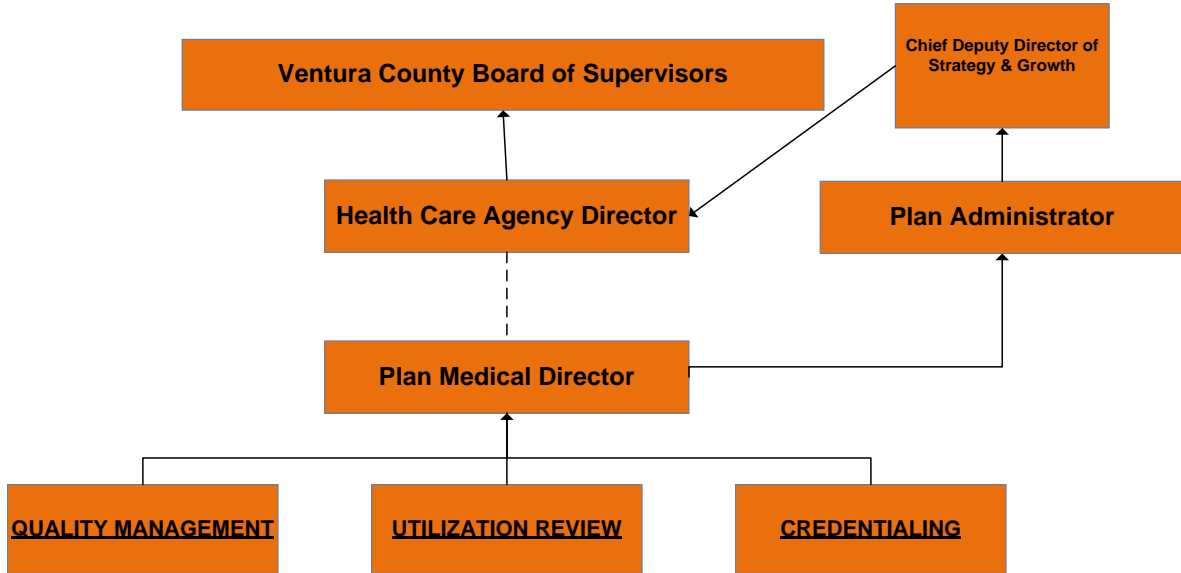 Chief Deputy Director of
Strategy & Growth
Ventura County Board of Supervisors
Health Care Agency Director
Plan Administrator
Plan Medical Director
QUALITY MANAGEMENT
UTILIZATION REVIEW
CREDENTIALING